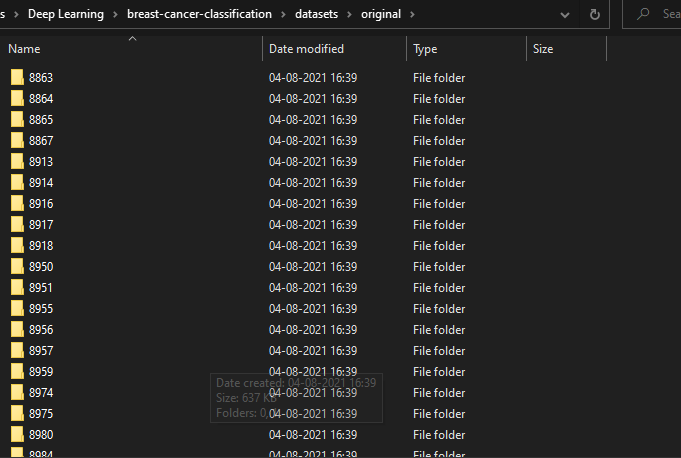 s > Deep Learning > breast-cancer-classification > datasets > original >
Sea
Name Date modified Type Size
8863 04-08-2021 16:39 File folder
8864 04-08-2021 16:39 File folder
8865 04-08-2021 16:39 File folder
8867 04-08-2021 16:39 File folder
8913 04-08-2021 16:39 File folder
8914 04-08-2021 16:39 File folder
8916 04-08-2021 16:39 File folder
8917 04-08-2021 16:39 File folder
8918 04-08-2021 16:39 File folder
8950 04-08-2021 16:39 File folder
8951 04-08-2021 16:39 File folder
8955 04-08-2021 16:39 File folder
8956 04-08-2021 16:39 File folder
8957 04-08-2021 16:39 File folder
8959 04-08-2021 16:39 File folder
Date created: 04-08-2021 16:39
8974 04-08-2021 16:39 File folder
Size: 637 KB
8975 04-08-2021 16:39 File folder
Folders: 0, 1
8980 04-08-2021 16:39 File folder
8984 04-08-2021 16:39 File folder